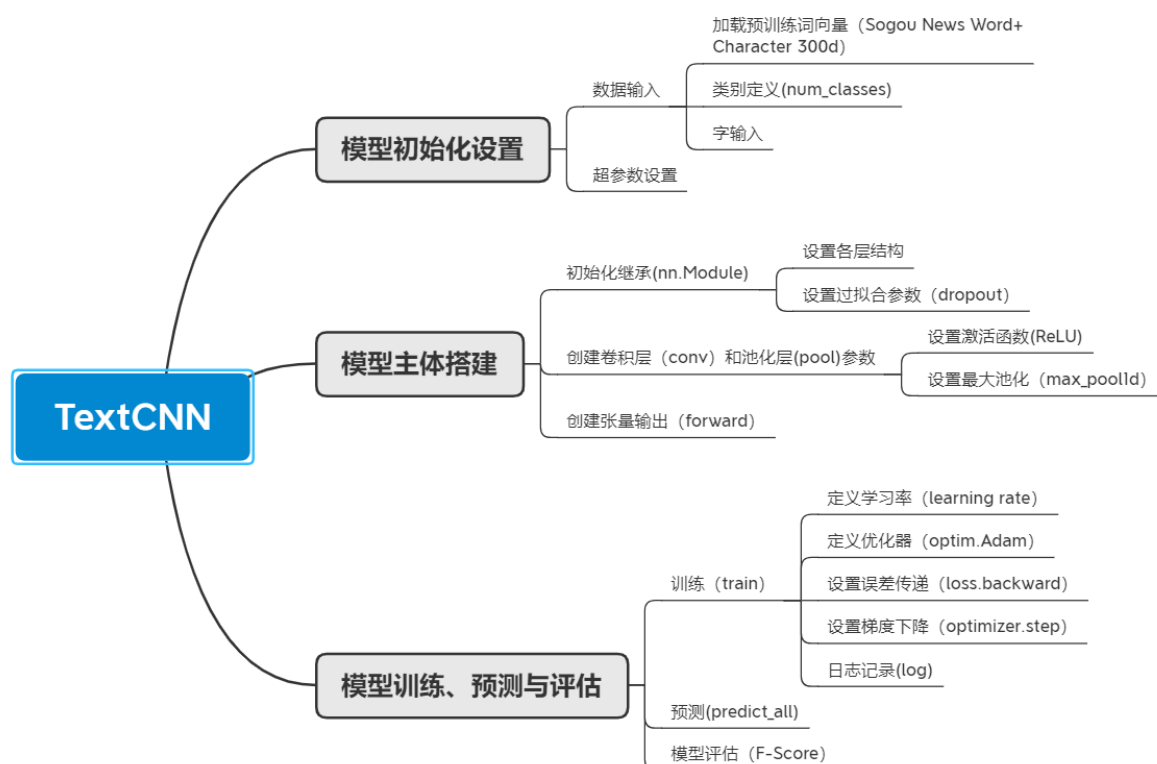 加载预训练词向量（Sogou News Word+
Character 300d）
数据输入
类别定义(num_classes)
字输入
模型初始化设置
超参数设置
设置各层结构
初始化继承(nn.Module)
设置过拟合参数（dropout）
设置激活函数(ReLU)
模型主体搭建
创建卷积层（conv）和池化层(pool)参数
设置最大池化（max_pool1d）
TextCNN
创建张量输出（forward）
定义学习率（learning rate）
定义优化器（optim.Adam）
训练（train）
设置误差传递（loss.backward）
设置梯度下降（optimizer.step）
日志记录(log)
模型训练、预测与评估
预测(predict_all)
模型评估（F-Score）